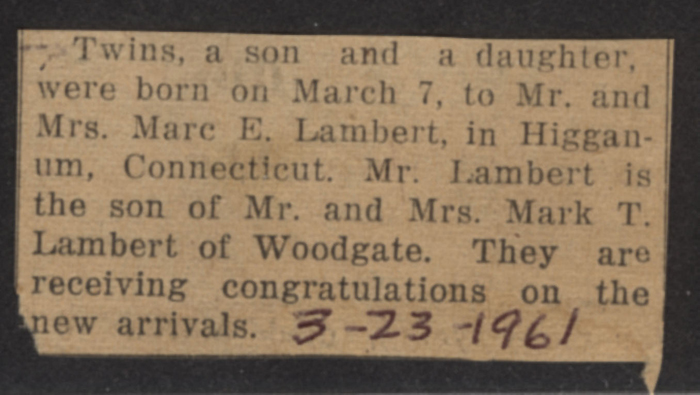 Twins, a son and a daughter,
were born on March 7, to Mr. and
Mrs. Marc E. Lambert, in Higgan-
um, Connecticut. Mr. Lambert is
the son of Mr. and Mrs. Mark T.
Lambert of Woodgate. They are
receiving congratulations on the
new arrivals. 3-23-1961